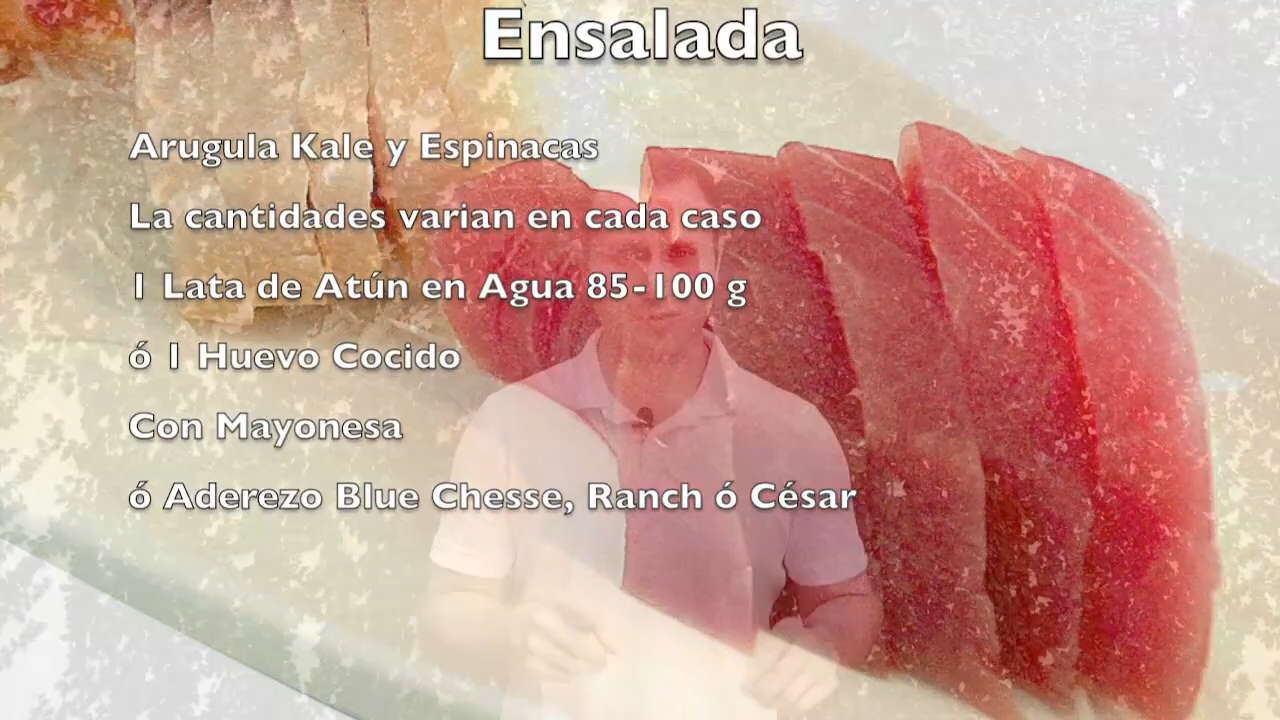 Ensalada
Arugula Kale y Espinacas
La cantidades varian en cada caso
1 Lata de Atún en Agua 85-100 g
ó 1 Huevo Cocido
Con Mayonesa
ó Aderezo Blue Chesse, Ranch ó César